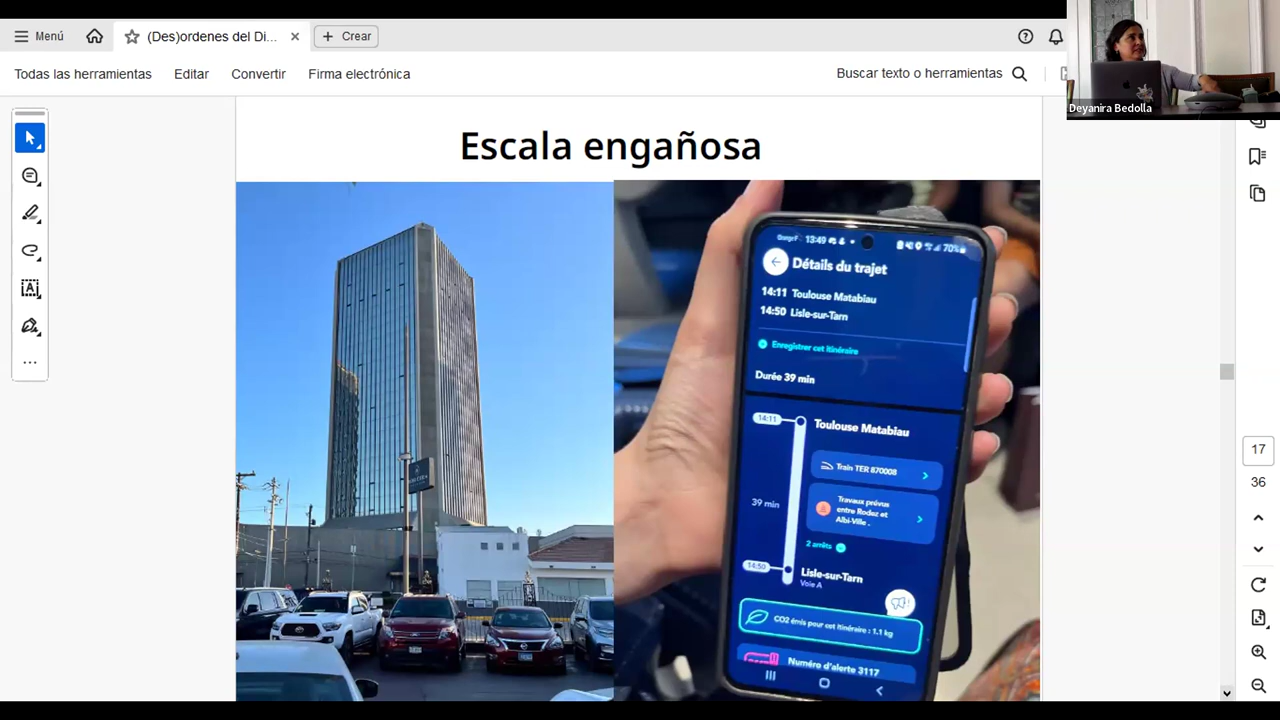 Menú
(Des)ordenes del Di...
Crear
Todas las herramientas
Editar
Convertir
Firma electrónica
Buscar texto o herramientas
Deyanira Bedolla
Escala engañosa
13:49
70%
Détails du trajet
14:11 Toulouse Matabiau
14:50 Lisle-sur-Tarn
Enregistrer cet itinéraire
Durée 39 min
14:11
Toulouse Matabiau
Train TER 870008
39 min
Travaux prévus
entre Rodez et
Albi-Ville .
2 arrêts
14:50
Lisle-sur-Tarn
Voie A
CO2 émis pour cet itinéraire : 1.1 kg
Numéro d'alerte 3117
17
36